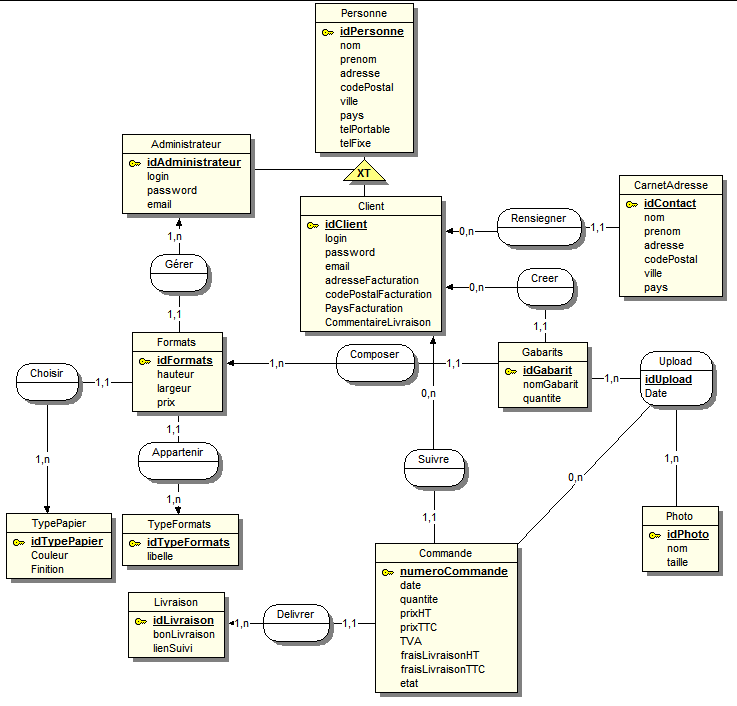 Personne
idPersonne
nom
prenom
adresse
codePostal
ville
pays
telPortable
telFixe
Administrateur
idAdministrateur
login
password
email
XT
Client
idClient
login
password
email
adresseFacturation
codePostalFacturation
PaysFacturation
CommentaireLivraison
CarnetAdresse
idContact
nom
prenom
adresse
codePostal
ville
pays
Rensiegner
0,n
1,1
Creer
0,n
1,1
1,n
Gérer
1,1
Formats
idFormats
hauteur
largeur
prix
Composer
1,n
1,1
Gabarits
idGabarit
nomGabarit
quantite
1,n
Upload
idUpload
Date
Choisir
1,1
1,n
1,1
Appartenir
1,n
0,n
Suivre
1,1
0,n
1,n
TypePapier
idTypePapier
Couleur
Finition
TypeFormats
idTypeFormats
libelle
Photo
idPhoto
nom
taille
Commande
numeroCommande
date
quantite
prixHT
prixTTC
TVA
fraisLivraisonHT
fraisLivraisonTTC
etat
Livraison
idLivraison
bonLivraison
lienSuivi
1,n
Delivrer
1,1